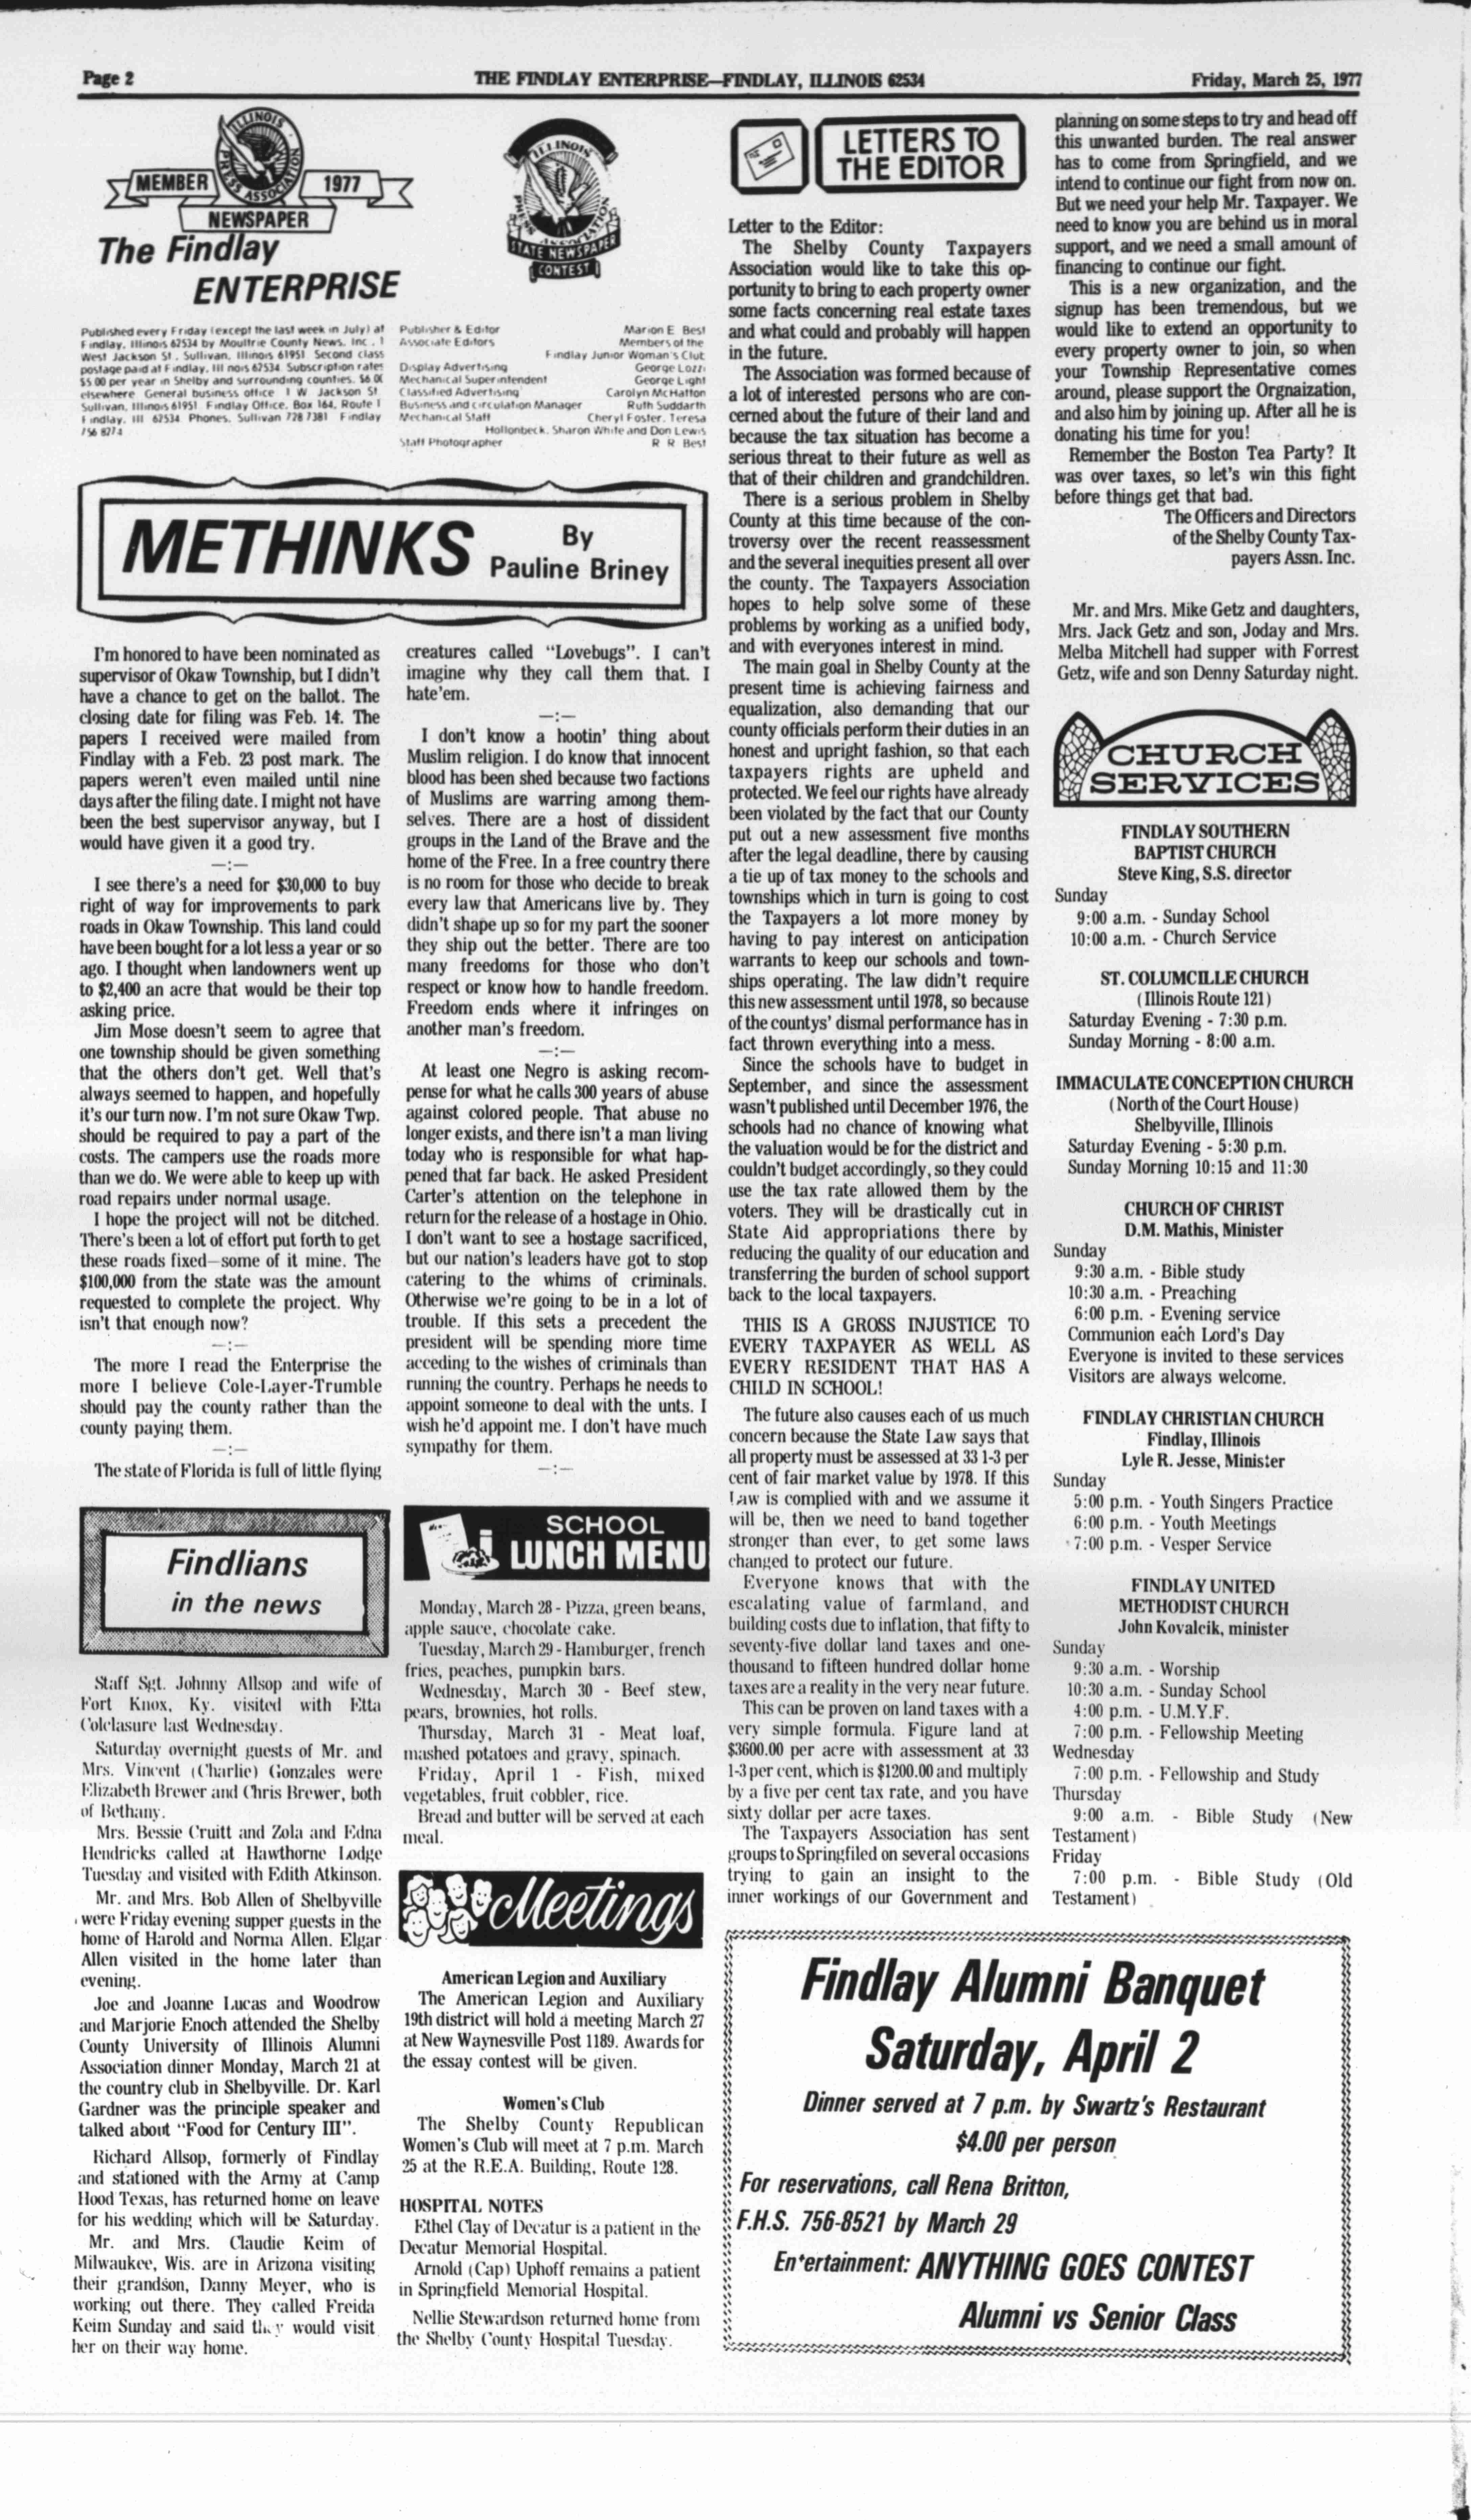 Page 2
THE FINDLAY ENTERPRISE—FINDLAY, ILLINOIS 62534
Friday, March 25, 1977
ILLINOIS
PRESS ASSOCIATION
MEMBER
1977
NEWSPAPER
The Findlay
ENTERPRISE
ILLINOIS
PRESS ASSOCIATION
STATE NEWSPAPER
CONTEST
Published every Friday (except the last week in July) at
Findlay, Illinois 62534 by Moultrie County News, Inc., 1
West Jackson St., Sullivan, Illinois 61951. Second class
postage paid at Findlay, Ill nois 62534. Subscription rates
$5.00 per year in Shelby and surrounding counties. $6.00
elsewhere. General business office 1 W. Jackson St.
Sullivan, Illinois 61951. Findlay Office, Box 164, Route 1
Findlay, Ill 62534 Phones, Sullivan 728 7381 Findlay
756 8274
Publisher & Editor Marion E. Best
Associate Editors Members of the
Findlay Junior Woman's Club
Display Advertising George Lozzi
Mechanical Superintendent George Light
Classified Advertising Carolyn McHatton
Business and circulation Manager Ruth Suddarth
Mechanical Staff Cheryl Foster, Teresa
Hollonbeck, Sharon White and Don Lewis
Staff Photographer R R Best
METHINKS
By
Pauline Briney
I'm honored to have been nominated as
supervisor of Okaw Township, but I didn't
have a chance to get on the ballot. The
closing date for filing was Feb. 14. The
papers I received were mailed from
Findlay with a Feb. 23 post mark. The
papers weren't even mailed until nine
days after the filing date. I might not have
been the best supervisor anyway, but I
would have given it a good try.
—:—
I see there's a need for $30,000 to buy
right of way for improvements to park
roads in Okaw Township. This land could
have been bought for a lot less a year or so
ago. I thought when landowners went up
to $2,400 an acre that would be their top
asking price.
Jim Mose doesn't seem to agree that
one township should be given something
that the others don't get. Well that's
always seemed to happen, and hopefully
it's our turn now. I'm not sure Okaw Twp.
should be required to pay a part of the
costs. The campers use the roads more
than we do. We were able to keep up with
road repairs under normal usage.
I hope the project will not be ditched.
There's been a lot of effort put forth to get
these roads fixed—some of it mine. The
$100,000 from the state was the amount
requested to complete the project. Why
isn't that enough now?
—:—
The more I read the Enterprise the
more I believe Cole-Layer-Trumble
should pay the county rather than the
county paying them.
—:—
The state of Florida is full of little flying
creatures called "Lovebugs". I can't
imagine why they call them that. I
hate'em.
—:—
I don't know a hootin' thing about
Muslim religion. I do know that innocent
blood has been shed because two factions
of Muslims are warring among them-
selves. There are a host of dissident
groups in the Land of the Brave and the
home of the Free. In a free country there
is no room for those who decide to break
every law that Americans live by. They
didn't shape up so for my part the sooner
they ship out the better. There are too
many freedoms for those who don't
respect or know how to handle freedom.
Freedom ends where it infringes on
another man's freedom.
—:—
At least one Negro is asking recom-
pense for what he calls 300 years of abuse
against colored people. That abuse no
longer exists, and there isn't a man living
today who is responsible for what hap-
pened that far back. He asked President
Carter's attention on the telephone in
return for the release of a hostage in Ohio.
I don't want to see a hostage sacrificed,
but our nation's leaders have got to stop
catering to the whims of criminals.
Otherwise we're going to be in a lot of
trouble. If this sets a precedent the
president will be spending more time
acceding to the wishes of criminals than
running the country. Perhaps he needs to
appoint someone to deal with the unts. I
wish he'd appoint me. I don't have much
sympathy for them.
—:—
Findlians
in the news
Staff Sgt. Johnny Allsop and wife of
Fort Knox, Ky. visited with Etta
Colclasure last Wednesday.
Saturday overnight guests of Mr. and
Mrs. Vincent (Charlie) Gonzales were
Elizabeth Brewer and Chris Brewer, both
of Bethany.
Mrs. Bessie Cruitt and Zola and Edna
Hendricks called at Hawthorne Lodge
Tuesday and visited with Edith Atkinson.
Mr. and Mrs. Bob Allen of Shelbyville
were Friday evening supper guests in the
home of Harold and Norma Allen. Elgar
Allen visited in the home later than
evening.
Joe and Joanne Lucas and Woodrow
and Marjorie Enoch attended the Shelby
County University of Illinois Alumni
Association dinner Monday, March 21 at
the country club in Shelbyville. Dr. Karl
Gardner was the principle speaker and
talked about "Food for Century III".
Richard Allsop, formerly of Findlay
and stationed with the Army at Camp
Hood Texas, has returned home on leave
for his wedding which will be Saturday.
Mr. and Mrs. Claudie Keim of
Milwaukee, Wis. are in Arizona visiting
their grandson, Danny Meyer, who is
working out there. They called Freida
Keim Sunday and said they would visit
her on their way home.
SCHOOL
LUNCH MENU
Monday, March 28 - Pizza, green beans,
apple sauce, chocolate cake.
Tuesday, March 29 - Hamburger, french
fries, peaches, pumpkin bars.
Wednesday, March 30 - Beef stew,
pears, brownies, hot rolls.
Thursday, March 31 - Meat loaf,
mashed potatoes and gravy, spinach.
Friday, April 1 - Fish, mixed
vegetables, fruit cobbler, rice.
Bread and butter will be served at each
meal.
Meetings
American Legion and Auxiliary
The American Legion and Auxiliary
19th district will hold a meeting March 27
at New Waynesville Post 1189. Awards for
the essay contest will be given.
Women's Club
The Shelby County Republican
Women's Club will meet at 7 p.m. March
25 at the R.E.A. Building, Route 128.
HOSPITAL NOTES
Ethel Clay of Decatur is a patient in the
Decatur Memorial Hospital.
Arnold (Cap) Uphoff remains a patient
in Springfield Memorial Hospital.
Nellie Stewardson returned home from
the Shelby County Hospital Tuesday.
LETTERS TO
THE EDITOR
Letter to the Editor:
The Shelby County Taxpayers
Association would like to take this op-
portunity to bring to each property owner
some facts concerning real estate taxes
and what could and probably will happen
in the future.
The Association was formed because of
a lot of interested persons who are con-
cerned about the future of their land and
because the tax situation has become a
serious threat to their future as well as
that of their children and grandchildren.
There is a serious problem in Shelby
County at this time because of the con-
troversy over the recent reassessment
and the several inequities present all over
the county. The Taxpayers Association
hopes to help solve some of these
problems by working as a unified body,
and with everyones interest in mind.
The main goal in Shelby County at the
present time is achieving fairness and
equalization, also demanding that our
county officials perform their duties in an
honest and upright fashion, so that each
taxpayers rights are upheld and
protected. We feel our rights have already
been violated by the fact that our County
put out a new assessment five months
after the legal deadline, there by causing
a tie up of tax money to the schools and
townships which in turn is going to cost
the Taxpayers a lot more money by
having to pay interest on anticipation
warrants to keep our schools and town-
ships operating. The law didn't require
this new assessment until 1978, so because
of the countys' dismal performance has in
fact thrown everything into a mess.
Since the schools have to budget in
September, and since the assessment
wasn't published until December 1976, the
schools had no chance of knowing what
the valuation would be for the district and
couldn't budget accordingly, so they could
use the tax rate allowed them by the
voters. They will be drastically cut in
State Aid appropriations there by
reducing the quality of our education and
transferring the burden of school support
back to the local taxpayers.
THIS IS A GROSS INJUSTICE TO
EVERY TAXPAYER AS WELL AS
EVERY RESIDENT THAT HAS A
CHILD IN SCHOOL!
The future also causes each of us much
concern because the State Law says that
all property must be assessed at 33 1-3 per
cent of fair market value by 1978. If this
Law is complied with and we assume it
will be, then we need to band together
stronger than ever, to get some laws
changed to protect our future.
Everyone knows that with the
escalating value of farmland, and
building costs due to inflation, that fifty to
seventy-five dollar land taxes and one-
thousand to fifteen hundred dollar home
taxes are a reality in the very near future.
This can be proven on land taxes with a
very simple formula. Figure land at
$3600.00 per acre with assessment at 33
1-3 per cent, which is $1200.00 and multiply
by a five per cent tax rate, and you have
sixty dollar per acre taxes.
The Taxpayers Association has sent
groups to Springfiled on several occasions
trying to gain an insight to the
inner workings of our Government and
planning on some steps to try and head off
this unwanted burden. The real answer
has to come from Springfield, and we
intend to continue our fight from now on.
But we need your help Mr. Taxpayer. We
need to know you are behind us in moral
support, and we need a small amount of
financing to continue our fight.
This is a new organization, and the
signup has been tremendous, but we
would like to extend an opportunity to
every property owner to join, so when
your Township Representative comes
around, please support the Orgnaization,
and also him by joining up. After all he is
donating his time for you!
Remember the Boston Tea Party? It
was over taxes, so let's win this fight
before things get that bad.
The Officers and Directors
of the Shelby County Tax-
payers Assn. Inc.
Mr. and Mrs. Mike Getz and daughters,
Mrs. Jack Getz and son, Joday and Mrs.
Melba Mitchell had supper with Forrest
Getz, wife and son Denny Saturday night.
CHURCH
SERVICES
FINDLAY SOUTHERN
BAPTIST CHURCH
Steve King, S.S. director
Sunday
9:00 a.m. - Sunday School
10:00 a.m. - Church Service
ST. COLUMCILLE CHURCH
(Illinois Route 121)
Saturday Evening - 7:30 p.m.
Sunday Morning - 8:00 a.m.
IMMACULATE CONCEPTION CHURCH
(North of the Court House)
Shelbyville, Illinois
Saturday Evening - 5:30 p.m.
Sunday Morning 10:15 and 11:30
CHURCH OF CHRIST
D.M. Mathis, Minister
Sunday
9:30 a.m. - Bible study
10:30 a.m. - Preaching
6:00 p.m. - Evening service
Communion each Lord's Day
Everyone is invited to these services
Visitors are always welcome.
FINDLAY CHRISTIAN CHURCH
Findlay, Illinois
Lyle R. Jesse, Minister
Sunday
5:00 p.m. - Youth Singers Practice
6:00 p.m. - Youth Meetings
7:00 p.m. - Vesper Service
FINDLAY UNITED
METHODIST CHURCH
John Kovalcik, minister
Sunday
9:30 a.m. - Worship
10:30 a.m. - Sunday School
4:00 p.m. - U.M.Y.F.
7:00 p.m. - Fellowship Meeting
Wednesday
7:00 p.m. - Fellowship and Study
Thursday
9:00 a.m. - Bible Study (New
Testament)
Friday
7:00 p.m. - Bible Study (Old
Testament)
Findlay Alumni Banquet
Saturday, April 2
Dinner served at 7 p.m. by Swartz's Restaurant
$4.00 per person
For reservations, call Rena Britton,
F.H.S. 756-8521 by March 29
Entertainment: ANYTHING GOES CONTEST
Alumni vs Senior Class